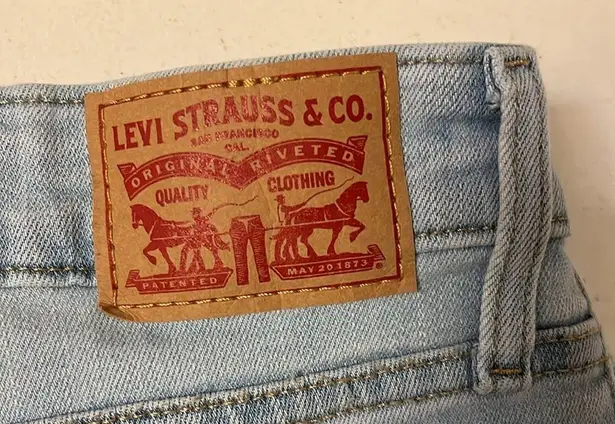 LEVI STRAUSS & CO.
SAN FRANCISCO
CAL.
ORIGINAL RIVETED
QUALITY CLOTHING
PATENTED MAY 20 1873
®